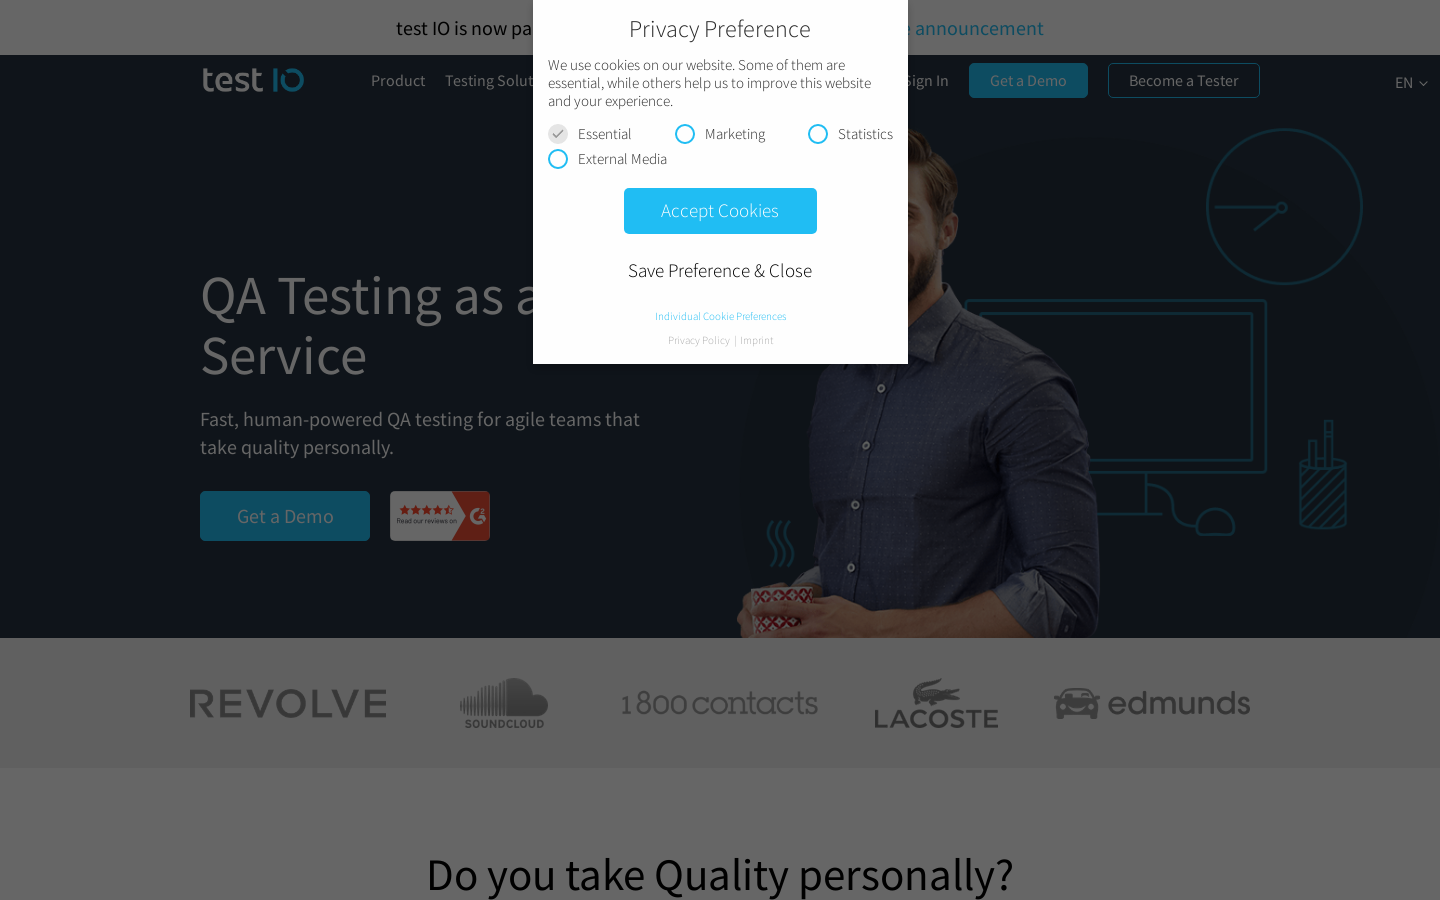 test IO is now pa
e announcement
Privacy Preference
We use cookies on our website. Some of them are
essential, while others help us to improve this website
and your experience.
Essential
Marketing
Statistics
External Media
Accept Cookies
Save Preference & Close
Individual Cookie Preferences
Privacy Policy | Imprint
test IO
Product
Testing Solut
Sign In
Get a Demo
Become a Tester
EN
QA Testing as a
Service
Fast, human-powered QA testing for agile teams that
take quality personally.
Get a Demo
Read our reviews on
G2
REVOLVE
SOUNDCLOUD
1 800 contacts
LACOSTE
edmunds
Do you take Quality personally?